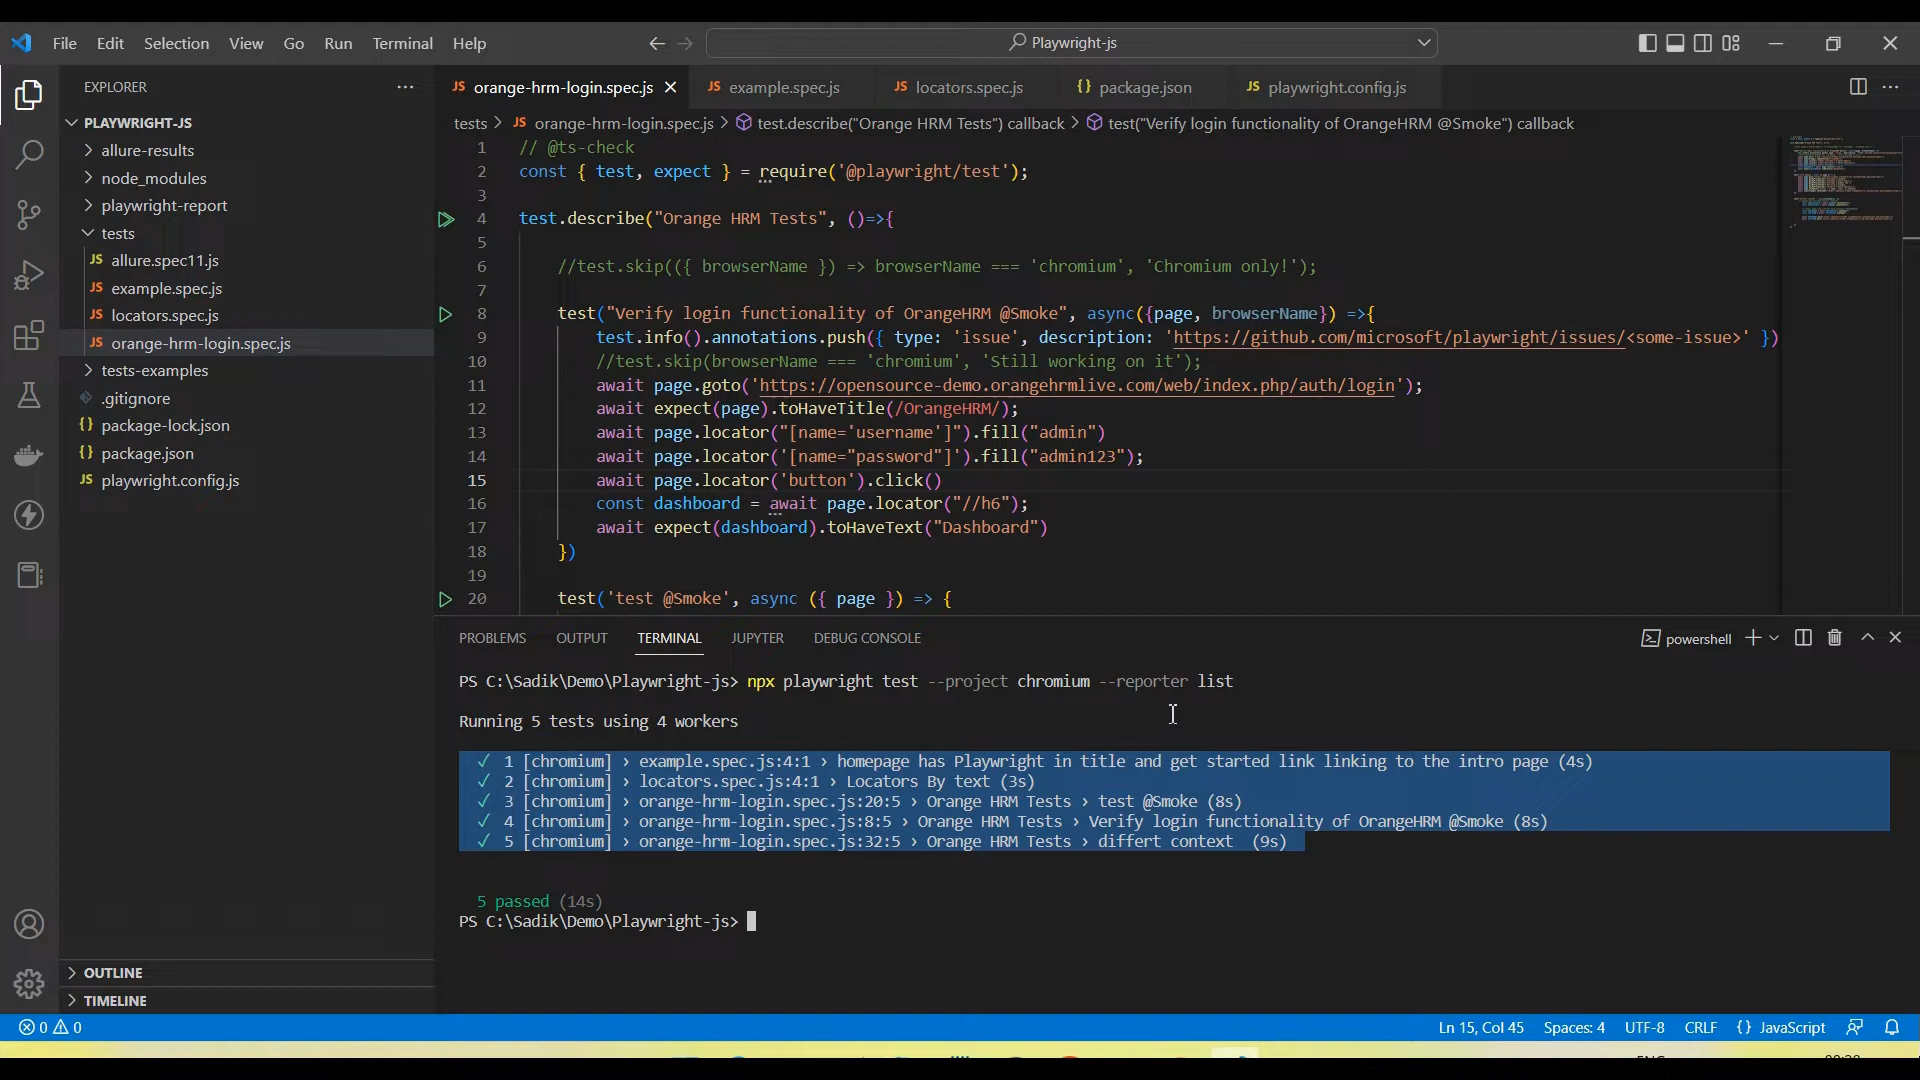 File Edit Selection View Go Run Terminal Help
Playwright-js
EXPLORER
PLAYWRIGHT-JS
allure-results
node_modules
playwright-report
tests
JS allure.spec11.js
JS example.spec.js
JS locators.spec.js
JS orange-hrm-login.spec.js
tests-examples
.gitignore
{} package-lock.json
{} package.json
JS playwright.config.js
OUTLINE
TIMELINE
JS orange-hrm-login.spec.js JS example.spec.js JS locators.spec.js {} package.json JS playwright.config.js
tests > JS orange-hrm-login.spec.js > test.describe("Orange HRM Tests") callback > test("Verify login functionality of OrangeHRM @Smoke") callback
1 // @ts-check
2 const { test, expect } = require('@playwright/test');
3
4 test.describe("Orange HRM Tests", ()=>{
5
6 //test.skip(({ browserName }) => browserName === 'chromium', 'Chromium only!');
7
8 test("Verify login functionality of OrangeHRM @Smoke", async({page, browserName}) =>{
9 test.info().annotations.push({ type: 'issue', description: 'https://github.com/microsoft/playwright/issues/<some-issue>' })
10 //test.skip(browserName === 'chromium', 'Still working on it');
11 await page.goto('https://opensource-demo.orangehrmlive.com/web/index.php/auth/login');
12 await expect(page).toHaveTitle(/OrangeHRM/);
13 await page.locator("[name='username']").fill("admin")
14 await page.locator('[name="password"]').fill("admin123");
15 await page.locator('button').click()
16 const dashboard = await page.locator("//h6");
17 await expect(dashboard).toHaveText("Dashboard")
18 })
19
20 test('test @Smoke', async ({ page }) => {
PROBLEMS OUTPUT TERMINAL JUPYTER DEBUG CONSOLE powershell
PS C:\Sadik\Demo\Playwright-js> npx playwright test --project chromium --reporter list
Running 5 tests using 4 workers
✓ 1 [chromium] › example.spec.js:4:1 › homepage has Playwright in title and get started link linking to the intro page (4s)
✓ 2 [chromium] › locators.spec.js:4:1 › Locators By text (3s)
✓ 3 [chromium] › orange-hrm-login.spec.js:20:5 › Orange HRM Tests › test @Smoke (8s)
✓ 4 [chromium] › orange-hrm-login.spec.js:8:5 › Orange HRM Tests › Verify login functionality of OrangeHRM @Smoke (8s)
✓ 5 [chromium] › orange-hrm-login.spec.js:32:5 › Orange HRM Tests › differt context (9s)
5 passed (14s)
PS C:\Sadik\Demo\Playwright-js>
0 0 Ln 15, Col 45 Spaces: 4 UTF-8 CRLF {} JavaScript